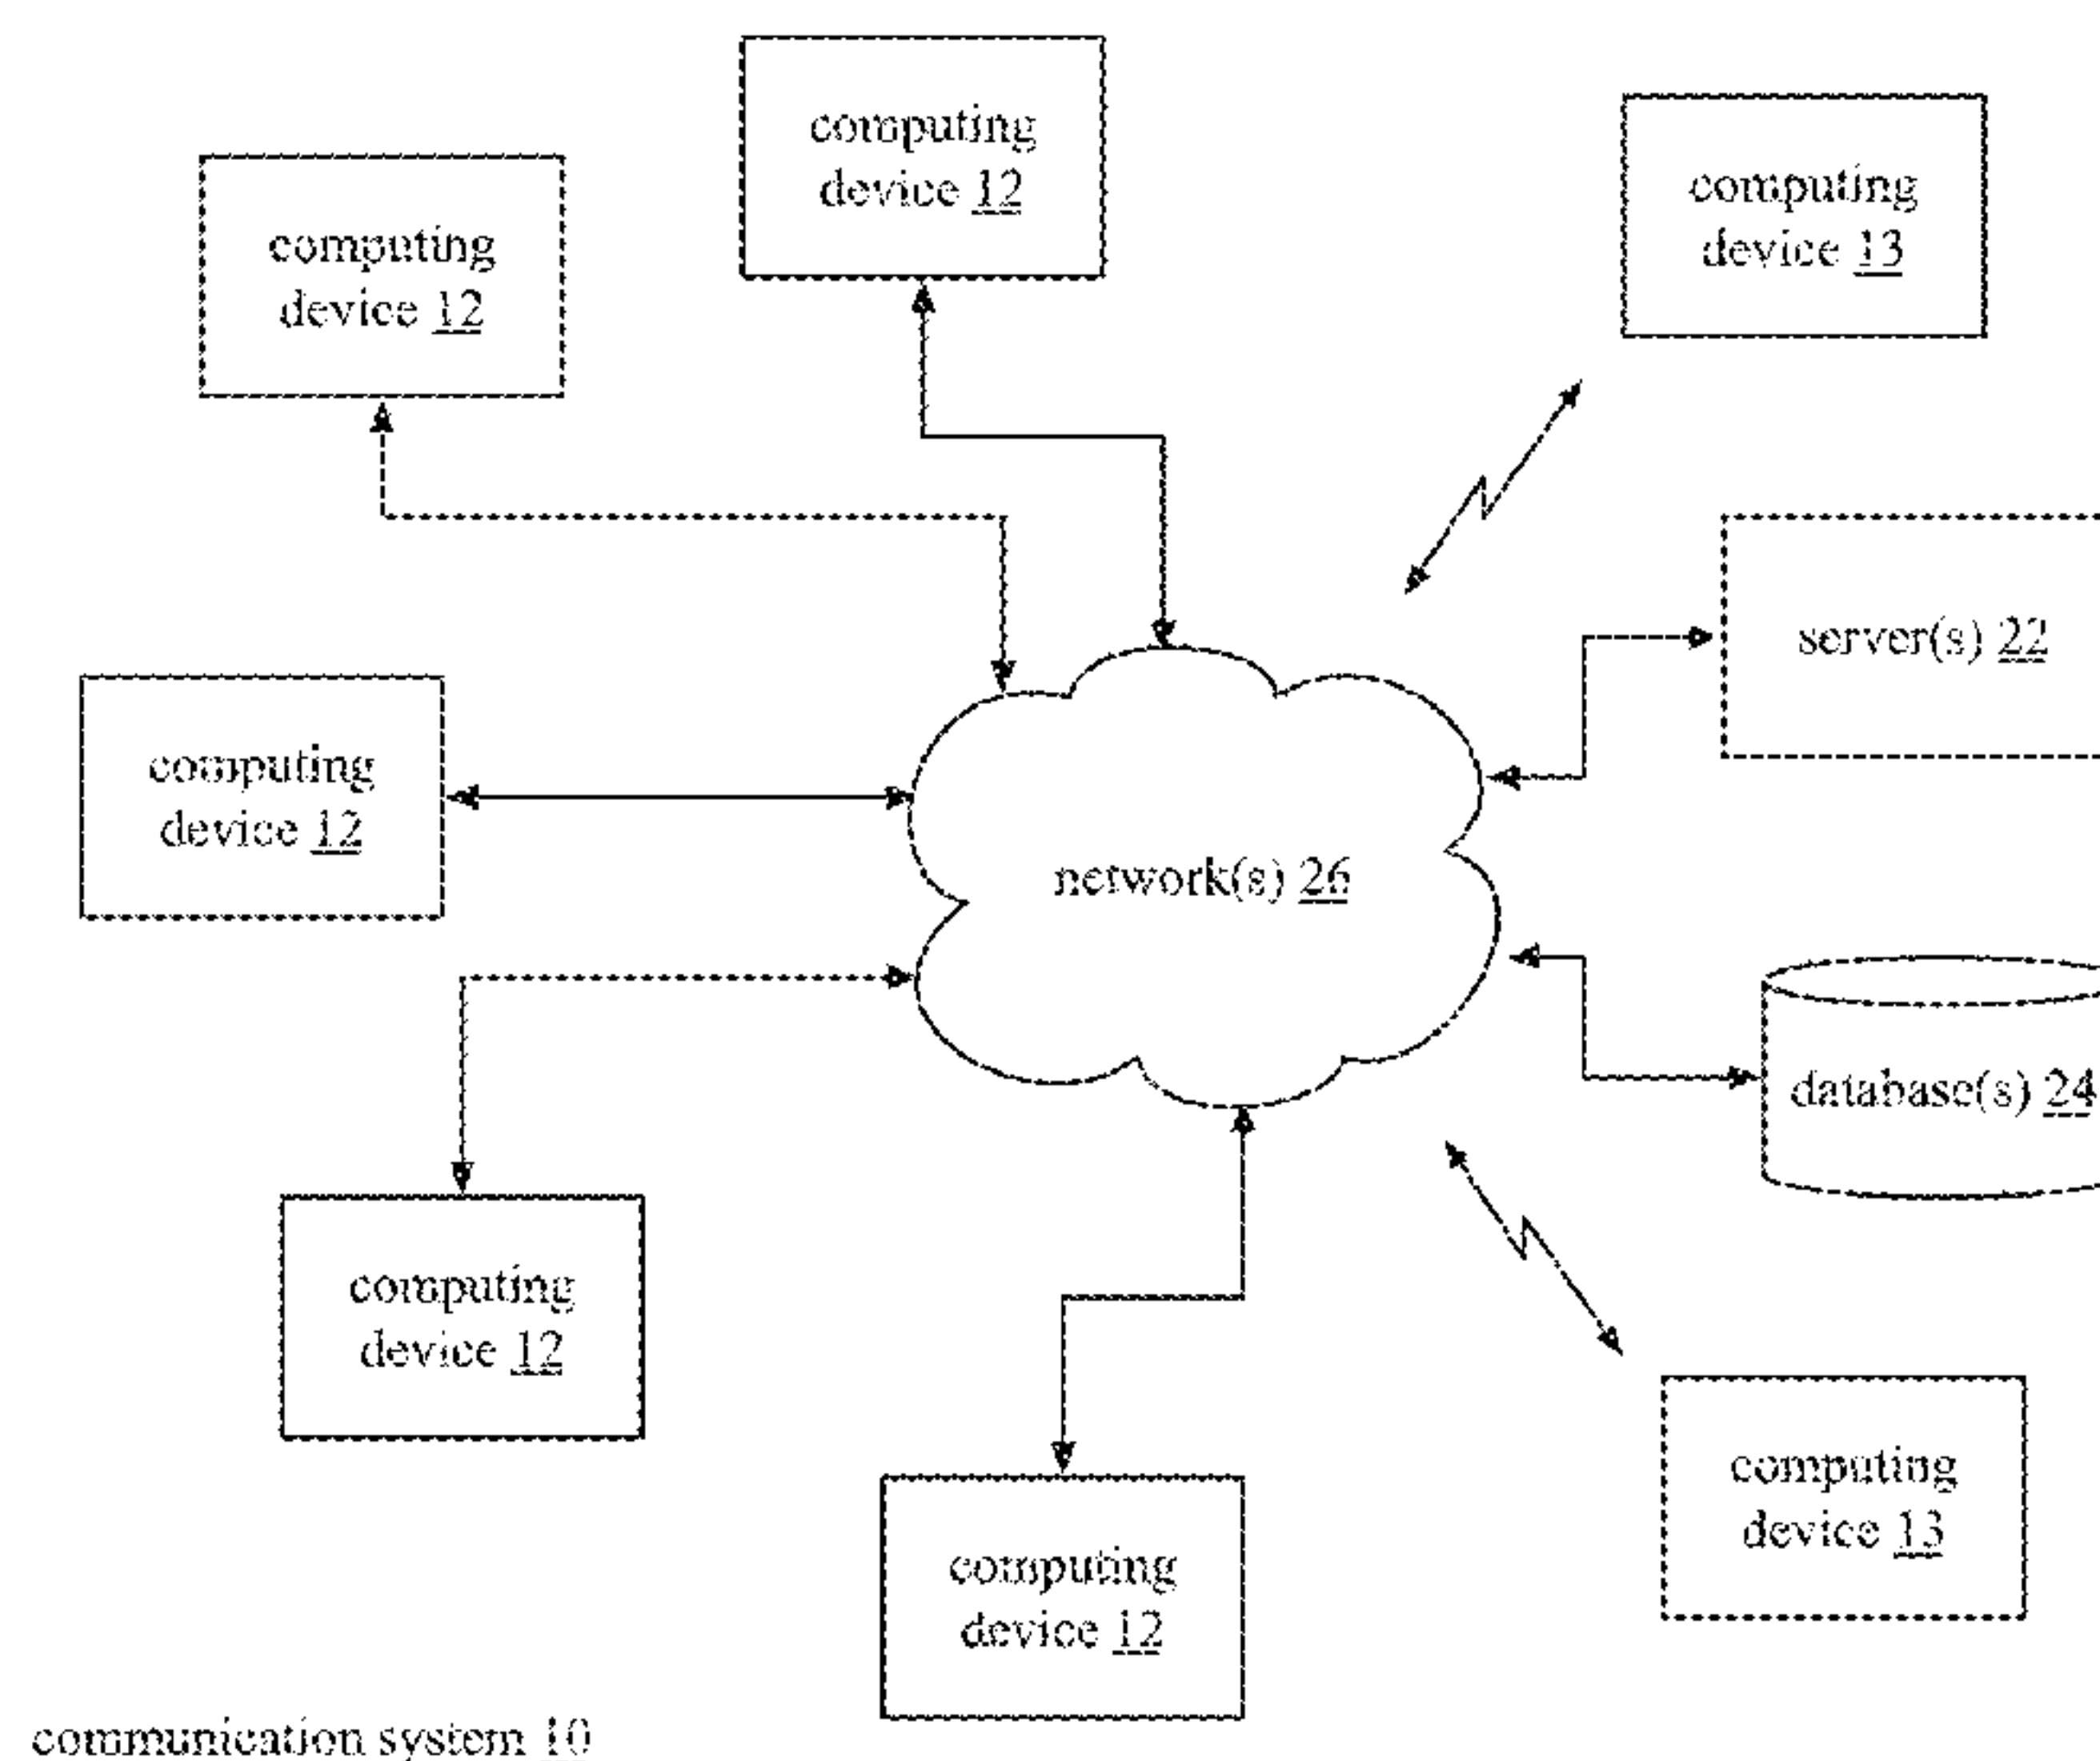 computing
device 12
computing
device 13
computing
device 12
server(s) 22
computing
device 12
network(s) 26
database(s) 24
computing
device 12
computing
device 13
computing
device 12
communication system 10